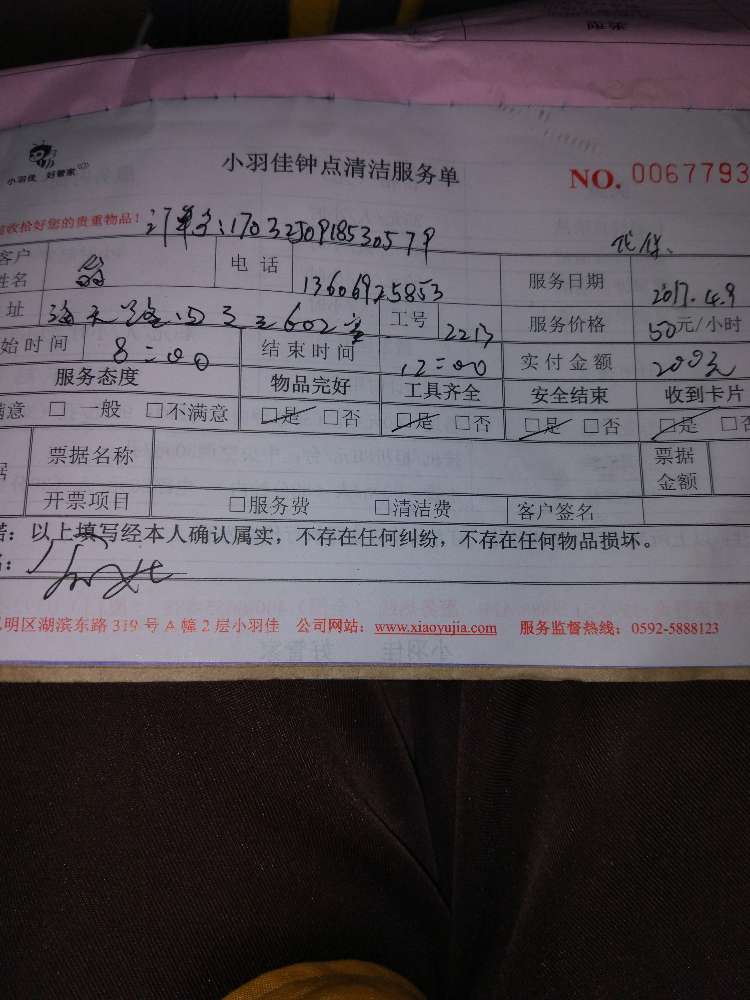 小羽佳 好管家
小羽佳钟点清洁服务单
NO. 0067793
收拾好您的贵重物品!
订单号:1703250918530579
客户姓名
电话 13606925853
服务日期 2017.4.9
址 602室
工号 2213
服务价格 50元/小时
始时间 8:00
结束时间 12:00
实付金额 200元
服务态度 物品完好 工具齐全 安全结束 收到卡片
满意 □一般 □不满意 □是 □否 □是 □否 □是 □否 □是 □否
据 票据名称 票据金额
开票项目 □服务费 □清洁费 客户签名
诺:以上填写经本人确认属实,不存在任何纠纷,不存在任何物品损坏。
明区湖滨东路 319 号 A 幢 2 层小羽佳 公司网站:www.xiaoyujia.com 服务监督热线:0592-5888123